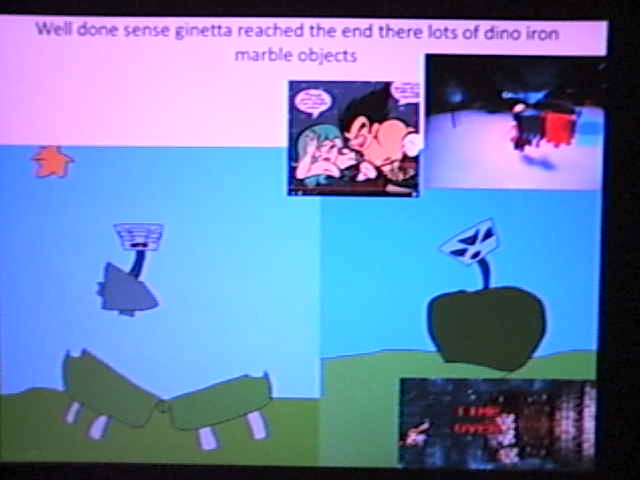 Well done sense ginetta reached the end there lots of dino iron
marble objects
TIME
OVER